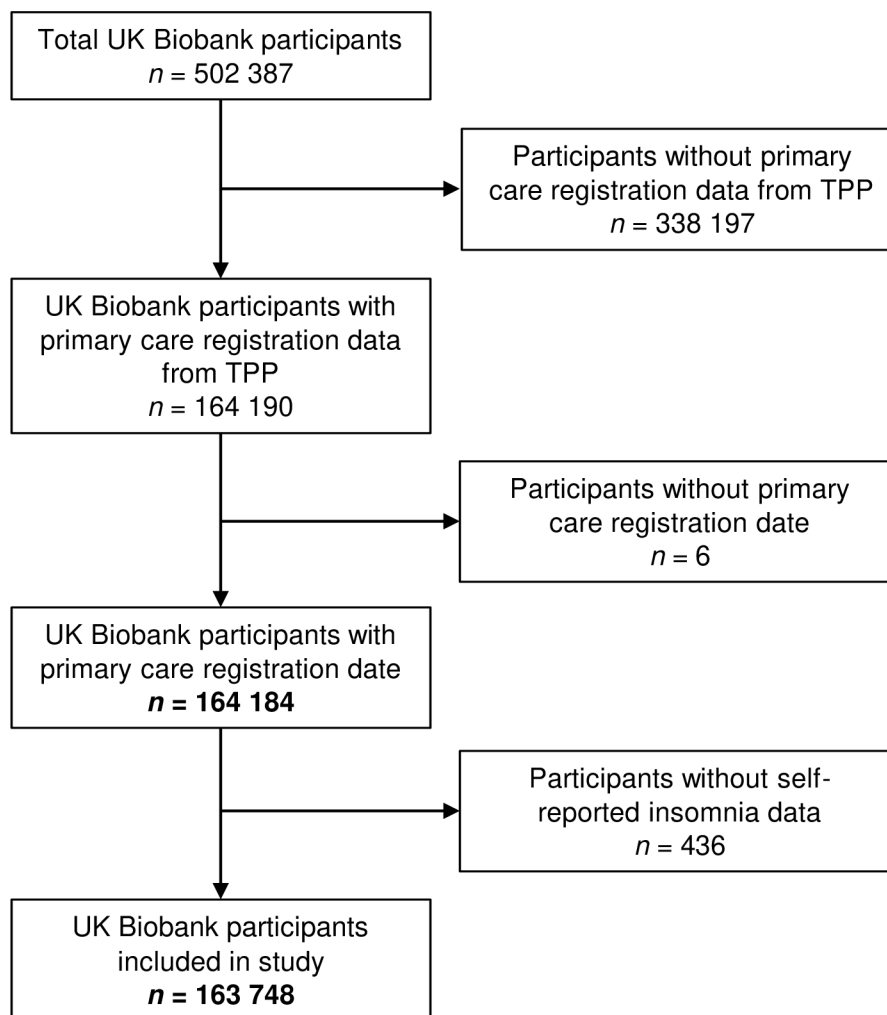 Total UK Biobank participants
n = 502 387
Participants without primary
care registration data from TPP
n = 338 197
UK Biobank participants with
primary care registration data
from TPP
n = 164 190
Participants without primary
care registration date
n = 6
UK Biobank participants with
primary care registration date
n = 164 184
Participants without self-
reported insomnia data
n = 436
UK Biobank participants
included in study
n = 163 748